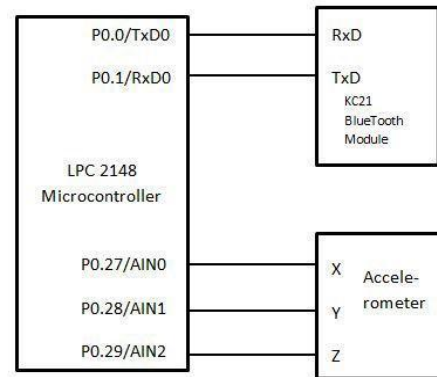 P0.0/TxD0
P0.1/RxD0
LPC 2148
Microcontroller
P0.27/AIN0
P0.28/AIN1
P0.29/AIN2
RxD
TxD
KC21
BlueTooth
Module
X
Y
Z
Accele-
rometer